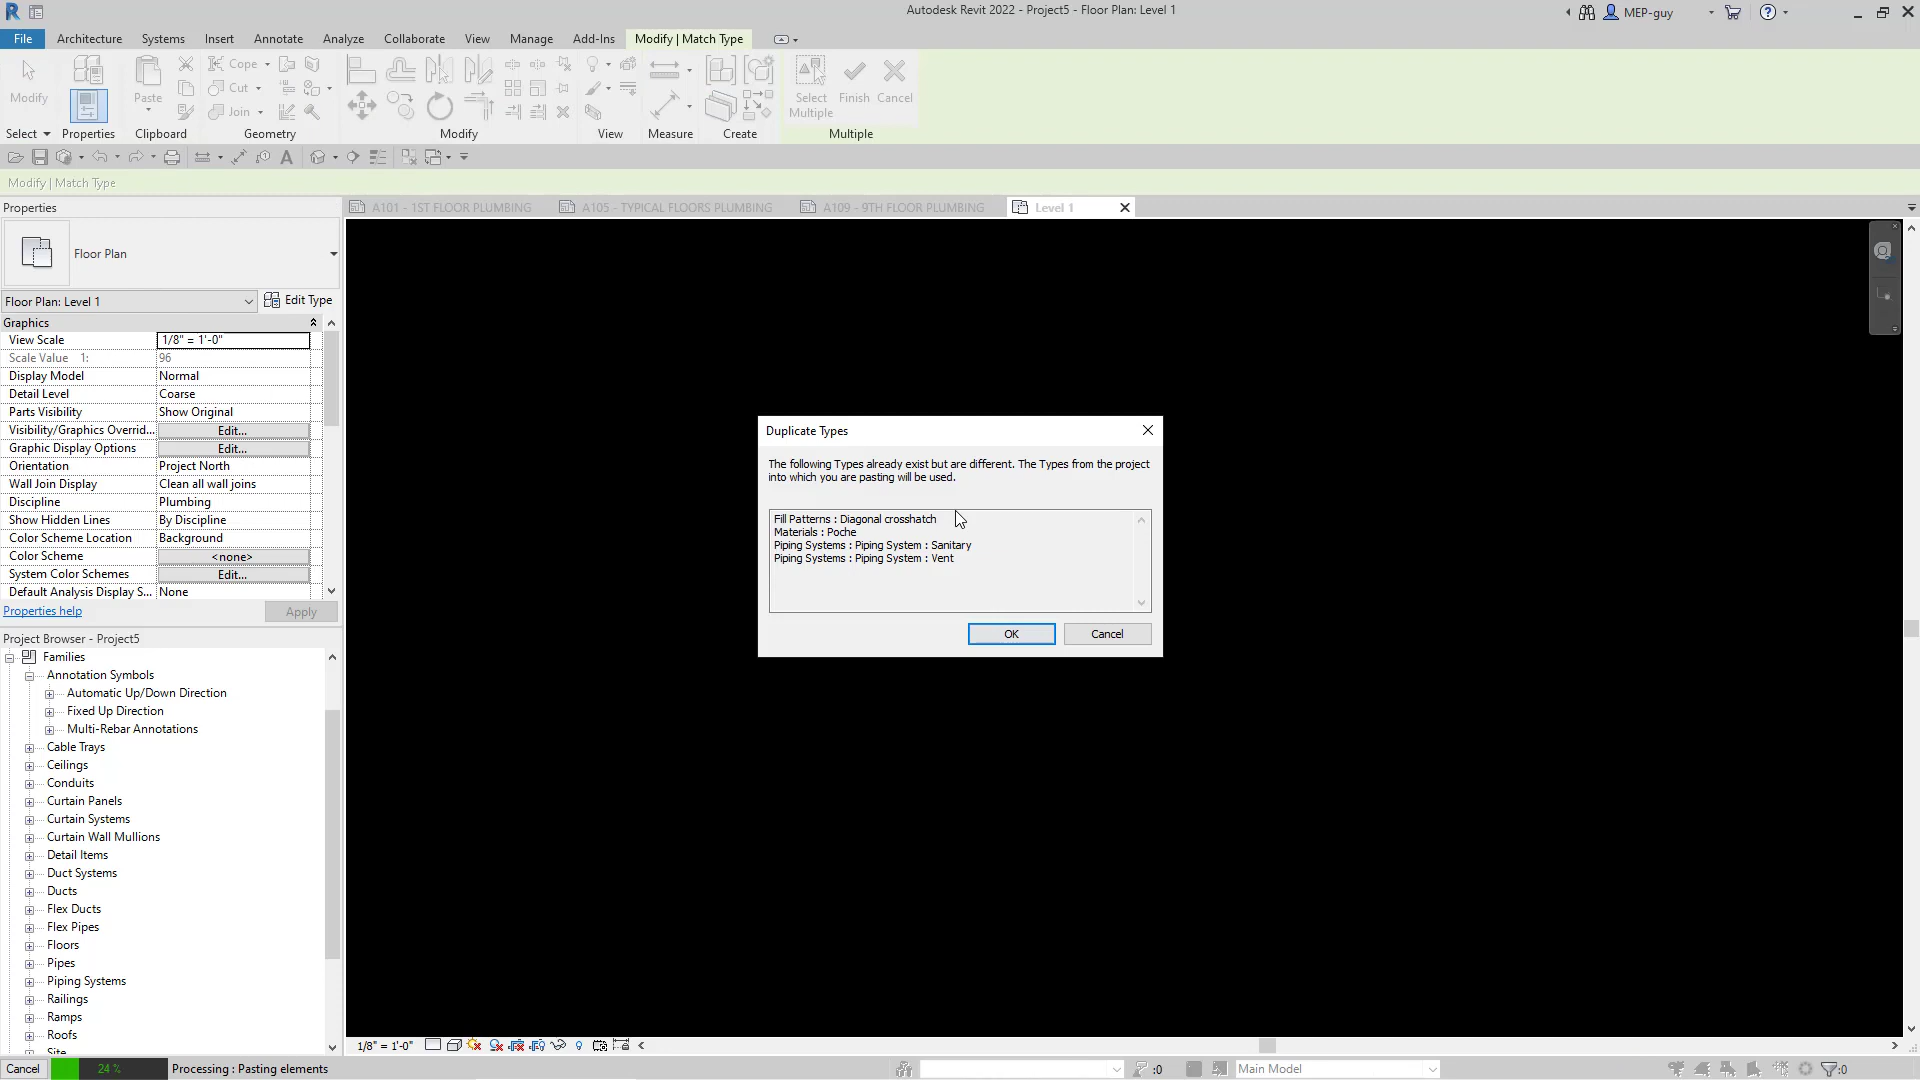 Autodesk Revit 2022 - Project5 - Floor Plan: Level 1
MEP-guy
File
Architecture
Systems
Insert
Annotate
Analyze
Collaborate
View
Manage
Add-Ins
Modify | Match Type
Modify
Paste
Cope
Cut
Join
Select Multiple
Finish
Cancel
Select
Properties
Clipboard
Geometry
Modify
View
Measure
Create
Multiple
Modify | Match Type
Properties
A101 - 1ST FLOOR PLUMBING
A105 - TYPICAL FLOORS PLUMBING
A109 - 9TH FLOOR PLUMBING
Level 1
Floor Plan
Floor Plan: Level 1
Edit Type
Graphics
View Scale 1/8" = 1'-0"
Scale Value 1: 96
Display Model Normal
Detail Level Coarse
Parts Visibility Show Original
Visibility/Graphics Overrid... Edit...
Graphic Display Options Edit...
Orientation Project North
Wall Join Display Clean all wall joins
Discipline Plumbing
Show Hidden Lines By Discipline
Color Scheme Location Background
Color Scheme <none>
System Color Schemes Edit...
Default Analysis Display S... None
Properties help
Apply
Duplicate Types
The following Types already exist but are different. The Types from the project
into which you are pasting will be used.
Fill Patterns : Diagonal crosshatch
Materials : Poche
Piping Systems : Piping System : Sanitary
Piping Systems : Piping System : Vent
OK
Cancel
Project Browser - Project5
Families
Annotation Symbols
Automatic Up/Down Direction
Fixed Up Direction
Multi-Rebar Annotations
Cable Trays
Ceilings
Conduits
Curtain Panels
Curtain Systems
Curtain Wall Mullions
Detail Items
Duct Systems
Ducts
Flex Ducts
Flex Pipes
Floors
Pipes
Piping Systems
Railings
Ramps
Roofs
Site
1/8" = 1'-0"
Cancel
24 %
Processing : Pasting elements
:0
Main Model
:0